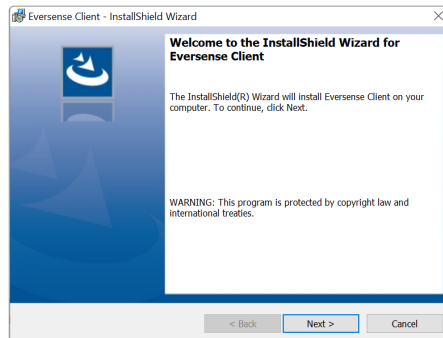 Eversense Client - InstallShield Wizard
Welcome to the InstallShield Wizard for
Eversense Client
The InstallShield(R) Wizard will install Eversense Client on your
computer. To continue, click Next.
WARNING: This program is protected by copyright law and
international treaties.
< Back Next > Cancel